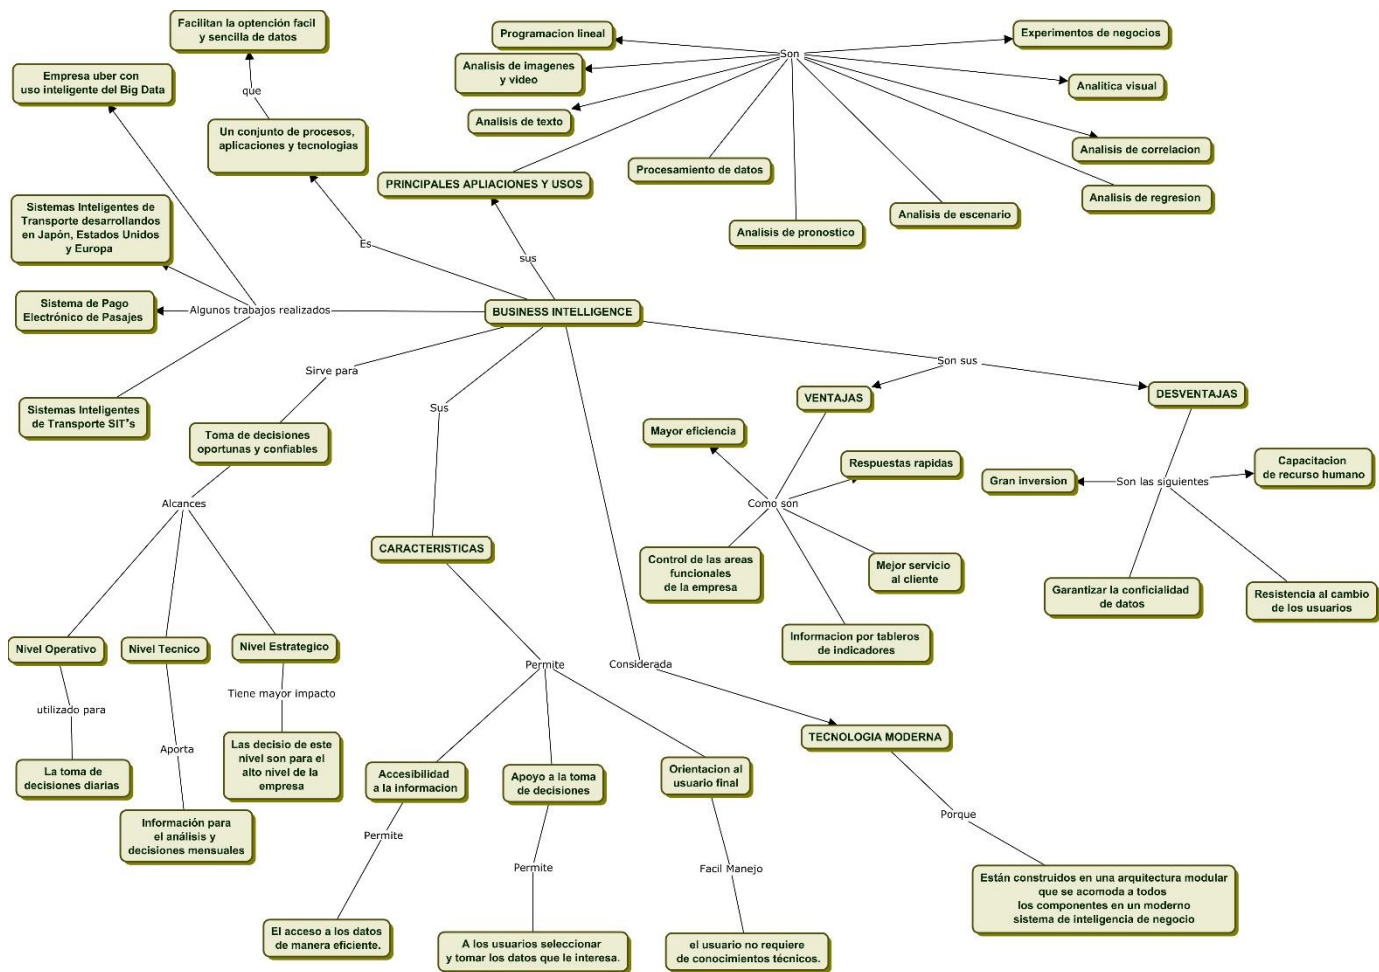 Facilitan la optención facil
y sencilla de datos
Programacion lineal
Experimentos de negocios
Son
Empresa uber con
uso inteligente del Big Data
que
Analisis de imagenes
y video
Analitica visual
Analisis de texto
Un conjunto de procesos,
aplicaciones y tecnologias
Analisis de correlacion
Procesamiento de datos
PRINCIPALES APLIACIONES Y USOS
Analisis de regresion
Sistemas Inteligentes de
Transporte desarrollandos
en Japón, Estados Unidos
y Europa
Analisis de escenario
Analisis de pronostico
Es
sus
Sistema de Pago
Electrónico de Pasajes
Algunos trabajos realizados
BUSINESS INTELLIGENCE
Sirve para
Son sus
Sistemas Inteligentes
de Transporte SIT's
Sus
VENTAJAS
DESVENTAJAS
Toma de decisiones
oportunas y confiables
Mayor eficiencia
Respuestas rapidas
Capacitacion
de recurso humano
Gran inversion
Son las siguientes
Alcances
Como son
CARACTERISTICAS
Control de las areas
funcionales
de la empresa
Mejor servicio
al cliente
Garantizar la conficialidad
de datos
Resistencia al cambio
de los usuarios
Nivel Operativo
Nivel Tecnico
Nivel Estrategico
Informacion por tableros
de indicadores
Permite
Considerada
Tiene mayor impacto
utilizado para
Aporta
TECNOLOGIA MODERNA
Las decisio de este
nivel son para el
alto nivel de la
empresa
La toma de
decisiones diarias
Accesibilidad
a la informacion
Apoyo a la toma
de decisiones
Orientacion al
usuario final
Información para
el análisis y
decisiones mensuales
Porque
Permite
Permite
Facil Manejo
Están construidos en una arquitectura modular
que se acomoda a todos
los componentes en un moderno
sistema de inteligencia de negocio
El acceso a los datos
de manera eficiente.
A los usuarios seleccionar
y tomar los datos que le interesa.
el usuario no requiere
de conocimientos técnicos.